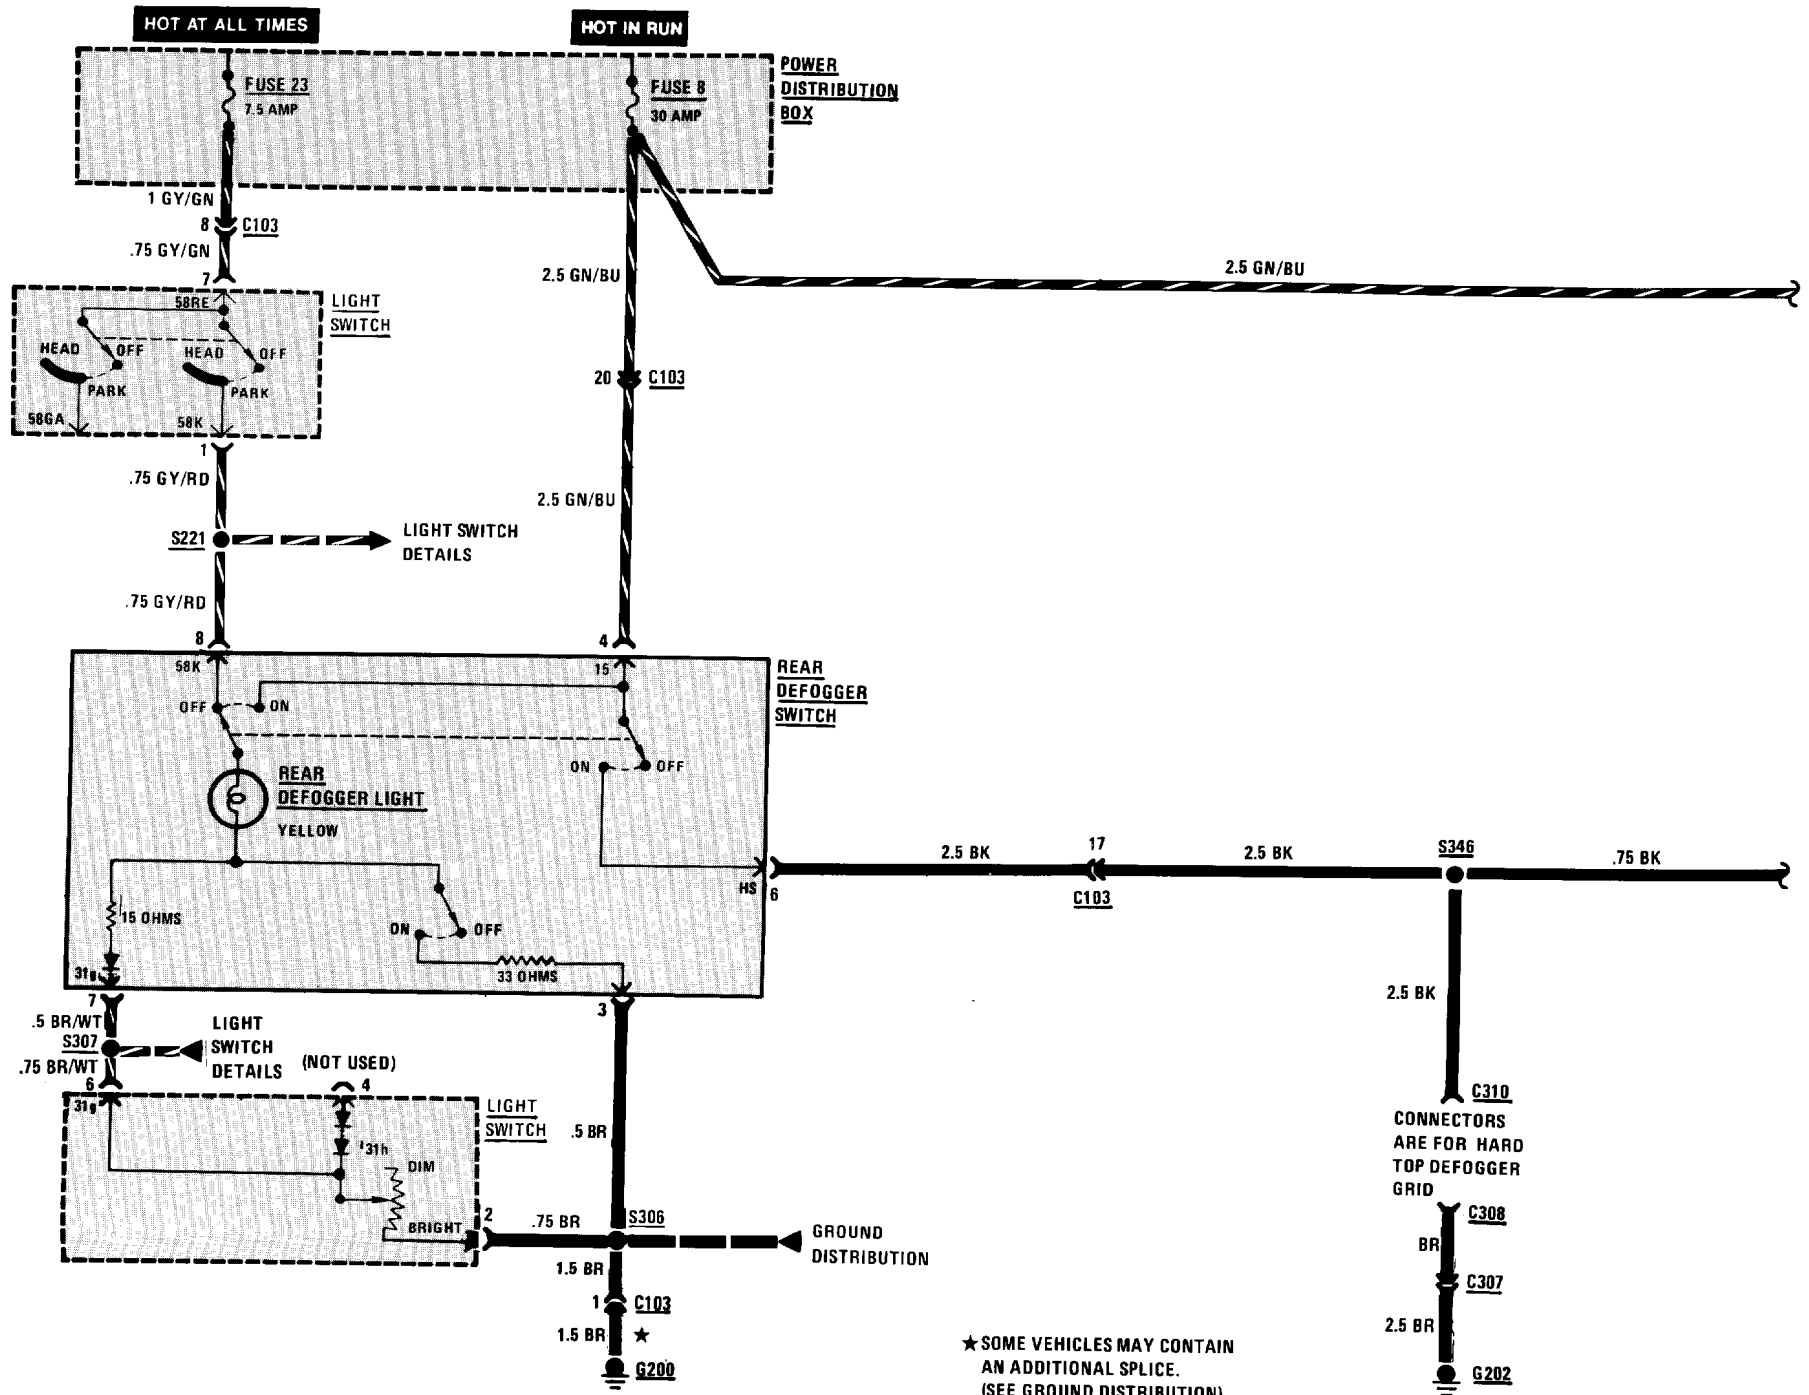 HOT AT ALL TIMES
HOT IN RUN
FUSE 23
7.5 AMP
FUSE 8
30 AMP
POWER
DISTRIBUTION
BOX
1 GY/GN
8 C103
.75 GY/GN
7
2.5 GN/BU
2.5 GN/BU
58RE
LIGHT
SWITCH
HEAD
OFF
PARK
HEAD
OFF
PARK
58GA
58K
20 C103
1
.75 GY/RD
2.5 GN/BU
S221
LIGHT SWITCH
DETAILS
.75 GY/RD
8
4
58K
15
REAR
DEFOGGER
SWITCH
OFF
ON
ON
OFF
REAR
DEFOGGER LIGHT
YELLOW
HS
6
2.5 BK
17
C103
2.5 BK
S346
.75 BK
15 OHMS
ON
OFF
33 OHMS
31g
7
3
.5 BR/WT
S307
.75 BR/WT
6
LIGHT
SWITCH
DETAILS
(NOT USED)
4
31g
31h
LIGHT
SWITCH
DIM
BRIGHT
2
.5 BR
.75 BR
S306
GROUND
DISTRIBUTION
1.5 BR
1 C103
1.5 BR ★
G200
2.5 BK
C310
CONNECTORS
ARE FOR HARD
TOP DEFOGGER
GRID
C308
BR
C307
2.5 BR
G202
★ SOME VEHICLES MAY CONTAIN
AN ADDITIONAL SPLICE.
(SEE GROUND DISTRIBUTION)